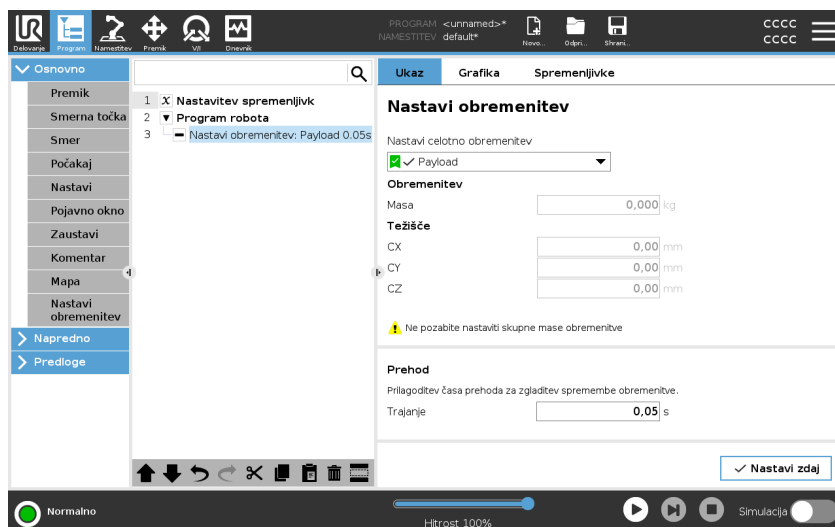 UR
Delovanje
Program
Namestitev
Premik
V/I
Dnevnik
PROGRAM <unnamed>*
NAMESTITEV default*
Novo...
Odpri...
Shrani...
CCCC
CCCC
Osnovno
Premik
Smerna točka
Smer
Počakaj
Nastavi
Pojavno okno
Zaustavi
Komentar
Mapa
Nastavi
obremenitev
Napredno
Predloge
1 X Nastavitev spremenljivk
2 Program robota
3 Nastavi obremenitev: Payload 0.05s
Ukaz
Grafika
Spremenljivke
Nastavi obremenitev
Nastavi celotno obremenitev
Payload
Obremenitev
Masa 0,000 kg
Težišče
CX 0,00 mm
CY 0,00 mm
CZ 0,00 mm
Ne pozabite nastaviti skupne mase obremenitve
Prehod
Prilagoditev časa prehoda za zgladitev spremembe obremenitve.
Trajanje 0,05 s
Nastavi zdaj
Normalno
Hitrost 100%
Simulacija